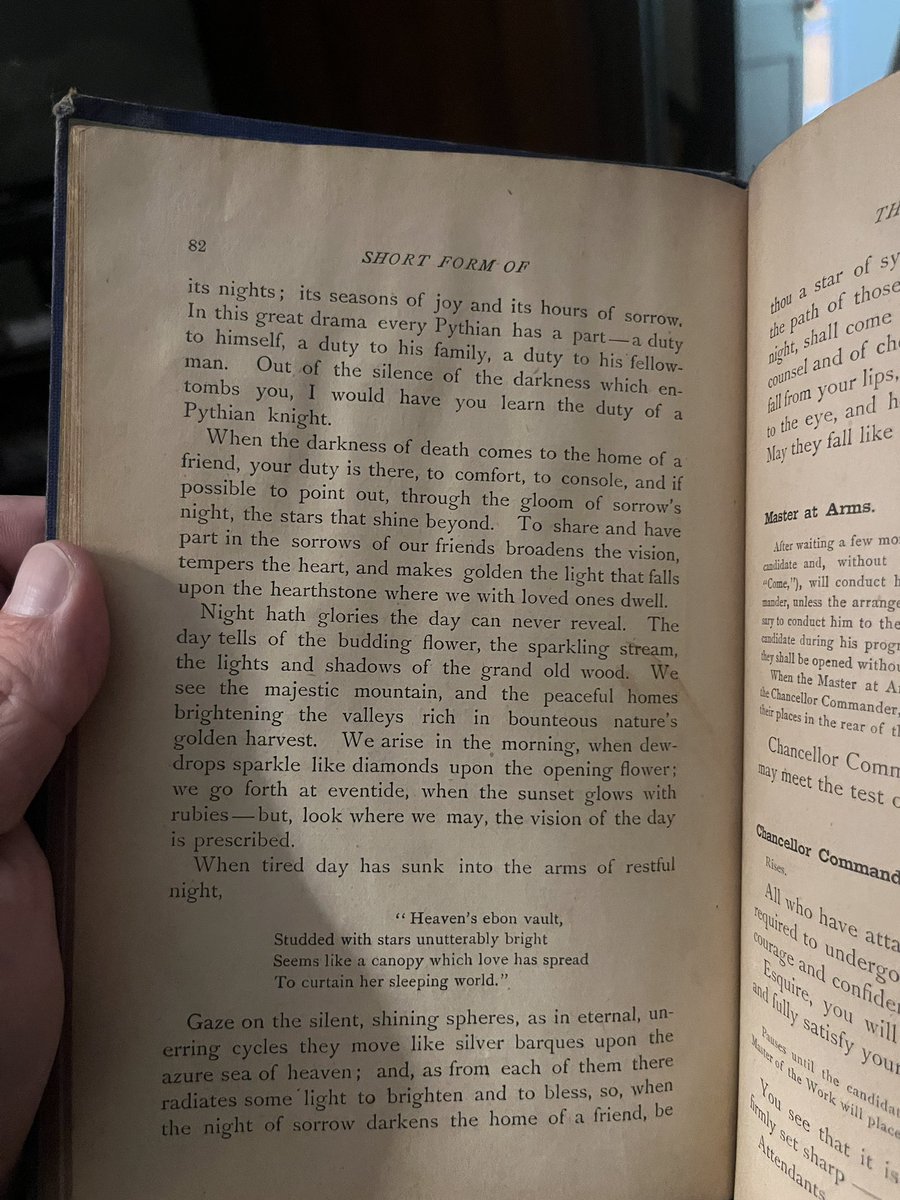 82
SHORT FORM OF
its nights; its seasons of joy and its hours of sorrow.
In this great drama every Pythian has a part—a duty
to himself, a duty to his family, a duty to his fellow-
man. Out of the silence of the darkness which en-
tombs you, I would have you learn the duty of a
Pythian knight.
When the darkness of death comes to the home of a
friend, your duty is there, to comfort, to console, and if
possible to point out, through the gloom of sorrow's
night, the stars that shine beyond. To share and have
part in the sorrows of our friends broadens the vision,
tempers the heart, and makes golden the light that falls
upon the hearthstone where we with loved ones dwell.
Night hath glories the day can never reveal. The
day tells of the budding flower, the sparkling stream,
the lights and shadows of the grand old wood. We
see the majestic mountain, and the peaceful homes
brightening the valleys rich in bounteous nature's
golden harvest. We arise in the morning, when dew-
drops sparkle like diamonds upon the opening flower;
we go forth at eventide, when the sunset glows with
rubies—but, look where we may, the vision of the day
is prescribed.
When tired day has sunk into the arms of restful
night,
"Heaven's ebon vault,
Studded with stars unutterably bright
Seems like a canopy which love has spread
To curtain her sleeping world."
Gaze on the silent, shining spheres, as in eternal, un-
erring cycles they move like silver barques upon the
azure sea of heaven; and, as from each of them there
radiates some light to brighten and to bless, so, when
the night of sorrow darkens the home of a friend, be
TH
thou a star of sy
the path of those
night, shall come
counsel and of che
fall from your lips,
to the eye, and h
May they fall like
Master at Arms.
After waiting a few mo
candidate and, without
"Come,"), will conduct h
mander, unless the arrange
sary to conduct him to the
candidate during his prog
they shall be opened withou
When the Master at Ar
the Chancellor Commander,
their places in the rear of th
Chancellor Comm
may meet the test o
Chancellor Command
Rises.
All who have atta
required to undergo
courage and confiden
Esquire, you will
and fully satisfy your
Pauses until the candidat
Master of the Work will place
You see that it is
firmly set sharp —
Attendants